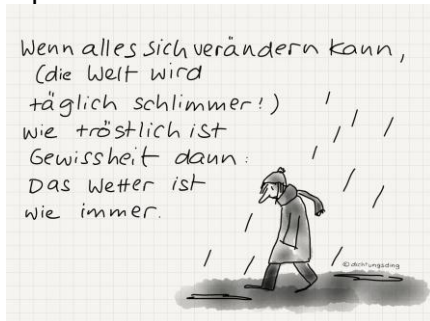 Wenn alles sich verändern kann,
(die Welt wird
täglich schlimmer!)
wie tröstlich ist
Gewissheit dann:
Das Wetter ist
wie immer.
©dichtungsding